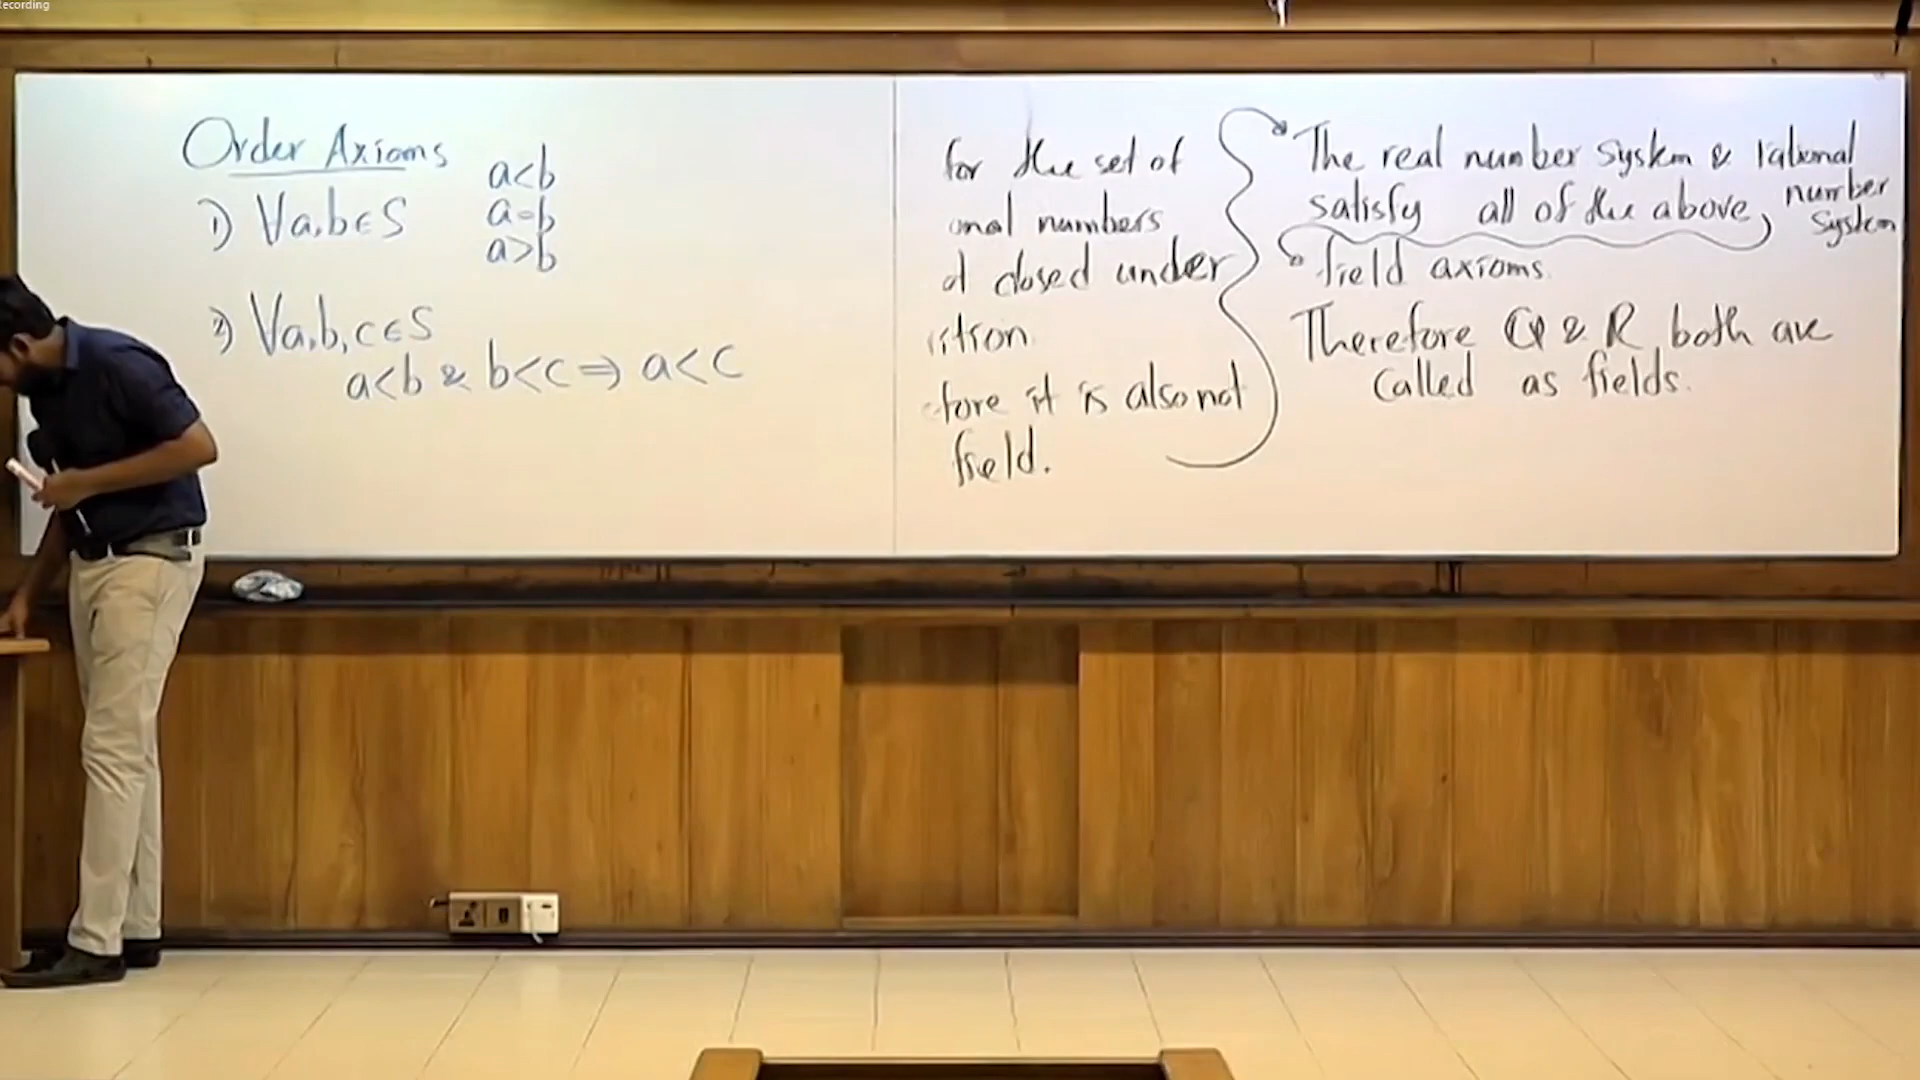 ecording
Order Axioms
a<b
1) ∀a,b∈S a=b
a>b
2) ∀a,b,c∈S
a<b & b<c ⇒ a<c
for the set of
onal numbers
d closed under
ition
fore it is also not
field.
The real number system & rational
number
satisfy all of the above,
system
field axioms.
Therefore Q & R both are
called as fields.